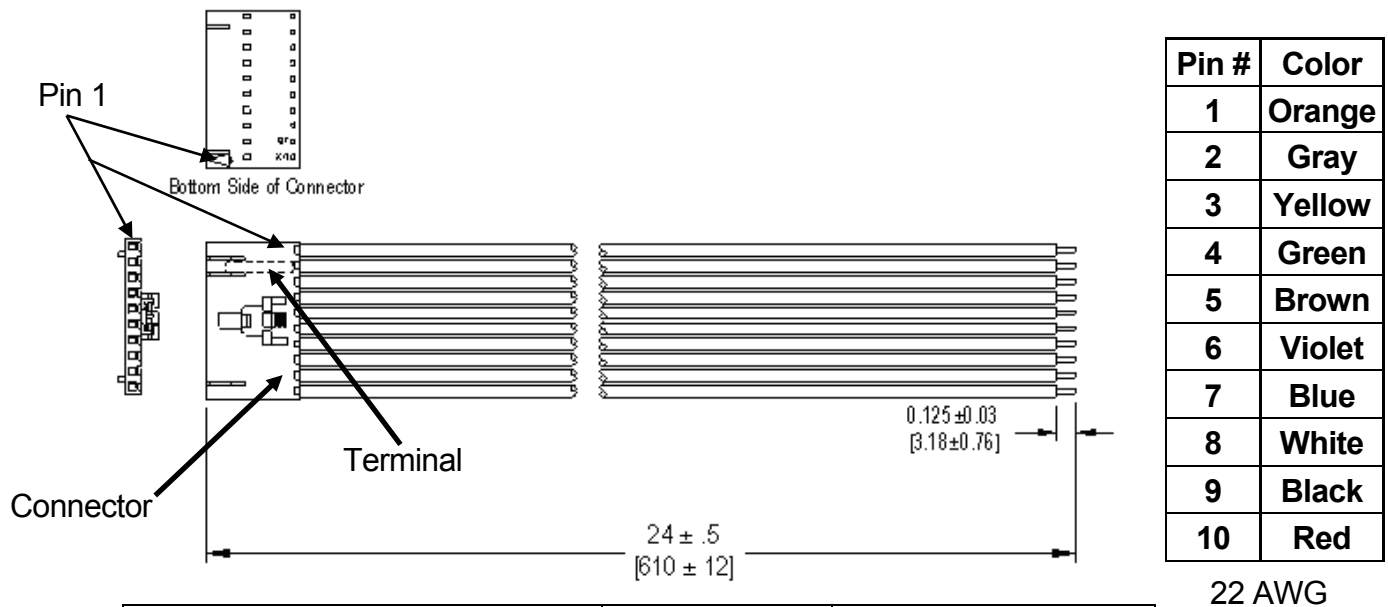 Pin 1
Bottom Side of Connector
Terminal
Connector
0.125±0.03
[3.18±0.76]
24 ± .5
[610 ± 12]
Pin # Color
1 Orange
2 Gray
3 Yellow
4 Green
5 Brown
6 Violet
7 Blue
8 White
9 Black
10 Red
22 AWG